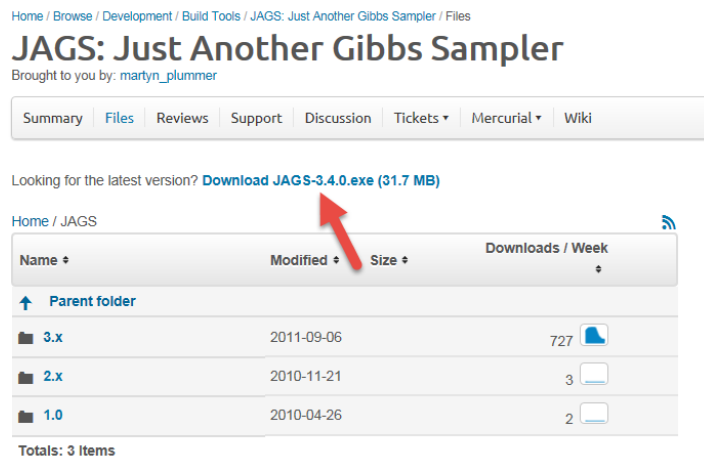 Home / Browse / Development / Build Tools / JAGS: Just Another Gibbs Sampler / Files
JAGS: Just Another Gibbs Sampler
Brought to you by: martyn_plummer
Summary Files Reviews Support Discussion Tickets Mercurial Wiki
Looking for the latest version? Download JAGS-3.4.0.exe (31.7 MB)
Home / JAGS
Name Modified Size Downloads / Week
Parent folder
3.x 2011-09-06 727
2.x 2010-11-21 3
1.0 2010-04-26 2
Totals: 3 Items